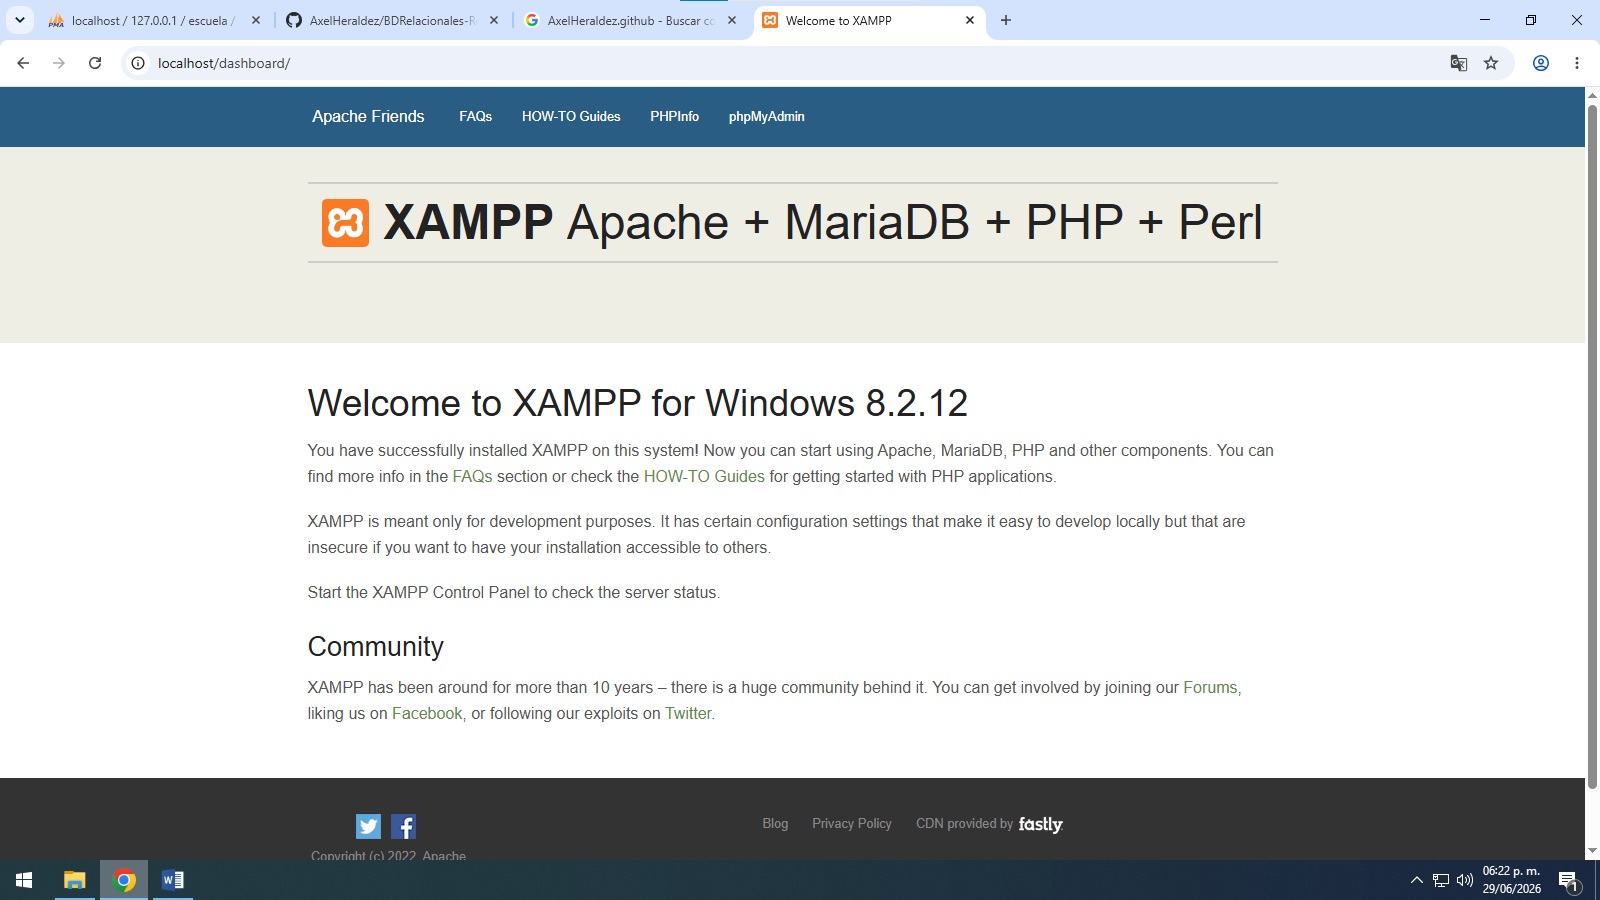 localhost / 127.0.0.1 / escuela /
AxelHeraldez/BDRelacionales-R
AxelHeraldez.github - Buscar co
Welcome to XAMPP
localhost/dashboard/
Apache Friends
FAQs
HOW-TO Guides
PHPInfo
phpMyAdmin
XAMPP Apache + MariaDB + PHP + Perl
Welcome to XAMPP for Windows 8.2.12
You have successfully installed XAMPP on this system! Now you can start using Apache, MariaDB, PHP and other components. You can
find more info in the FAQs section or check the HOW-TO Guides for getting started with PHP applications.
XAMPP is meant only for development purposes. It has certain configuration settings that make it easy to develop locally but that are
insecure if you want to have your installation accessible to others.
Start the XAMPP Control Panel to check the server status.
Community
XAMPP has been around for more than 10 years – there is a huge community behind it. You can get involved by joining our Forums,
liking us on Facebook, or following our exploits on Twitter.
Blog
Privacy Policy
CDN provided by fastly
Copyright (c) 2022, Apache
06:22 p. m.
29/06/2026
1